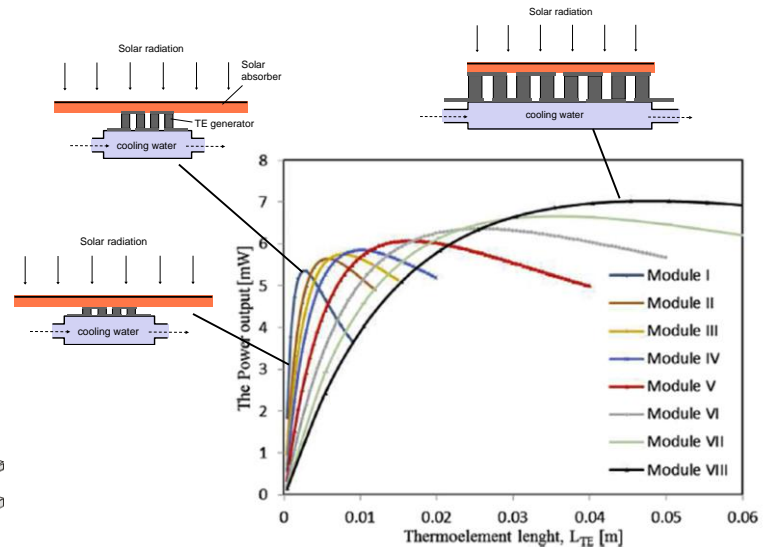 Solar radiation
Solar
absorber
TE generator
cooling water
Solar radiation
cooling water
Solar radiation
cooling water
The Power output [mW]
8
7
6
5
4
3
2
1
0
0
0.01
0.02
0.03
0.04
0.05
0.06
Thermoelement lenght, LTE [m]
Module I
Module II
Module III
Module IV
Module V
Module VI
Module VII
Module VIII